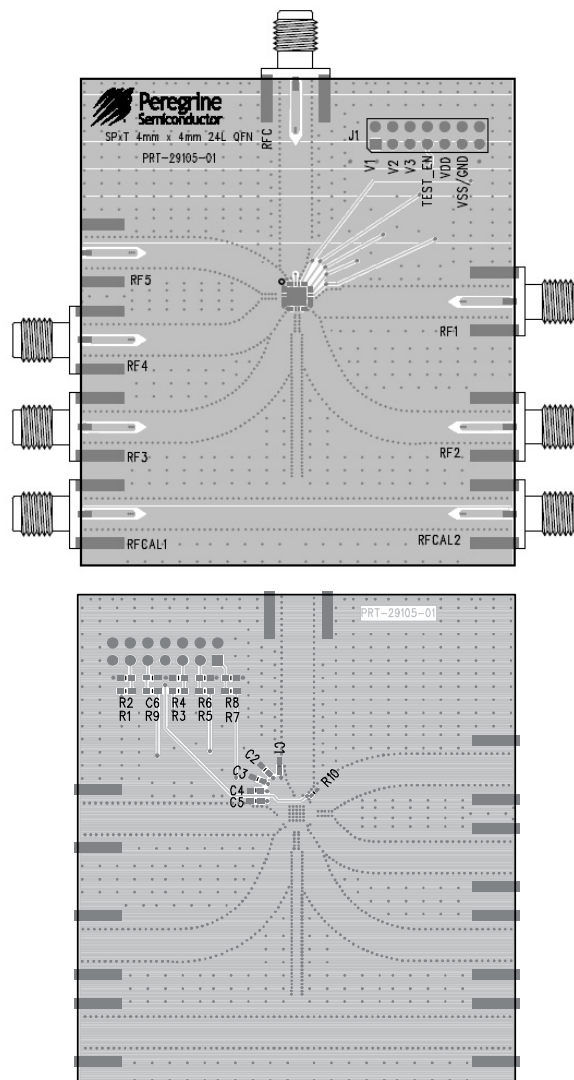 Peregrine
Semiconductor
SPxT 4mm x 4mm 24L QFN
PRT-29105-01
RFC
J1
V1
V2
V3
TEST_EN
VDD
VSS/GND
RF5
RF1
RF4
RF3
RF2
RFCAL1
RFCAL2
PRT-29105-01
R2 C6 R4 R6 R8
R1 R9 R3 R5 R7
C1
C2
C3
R10
C4
C5